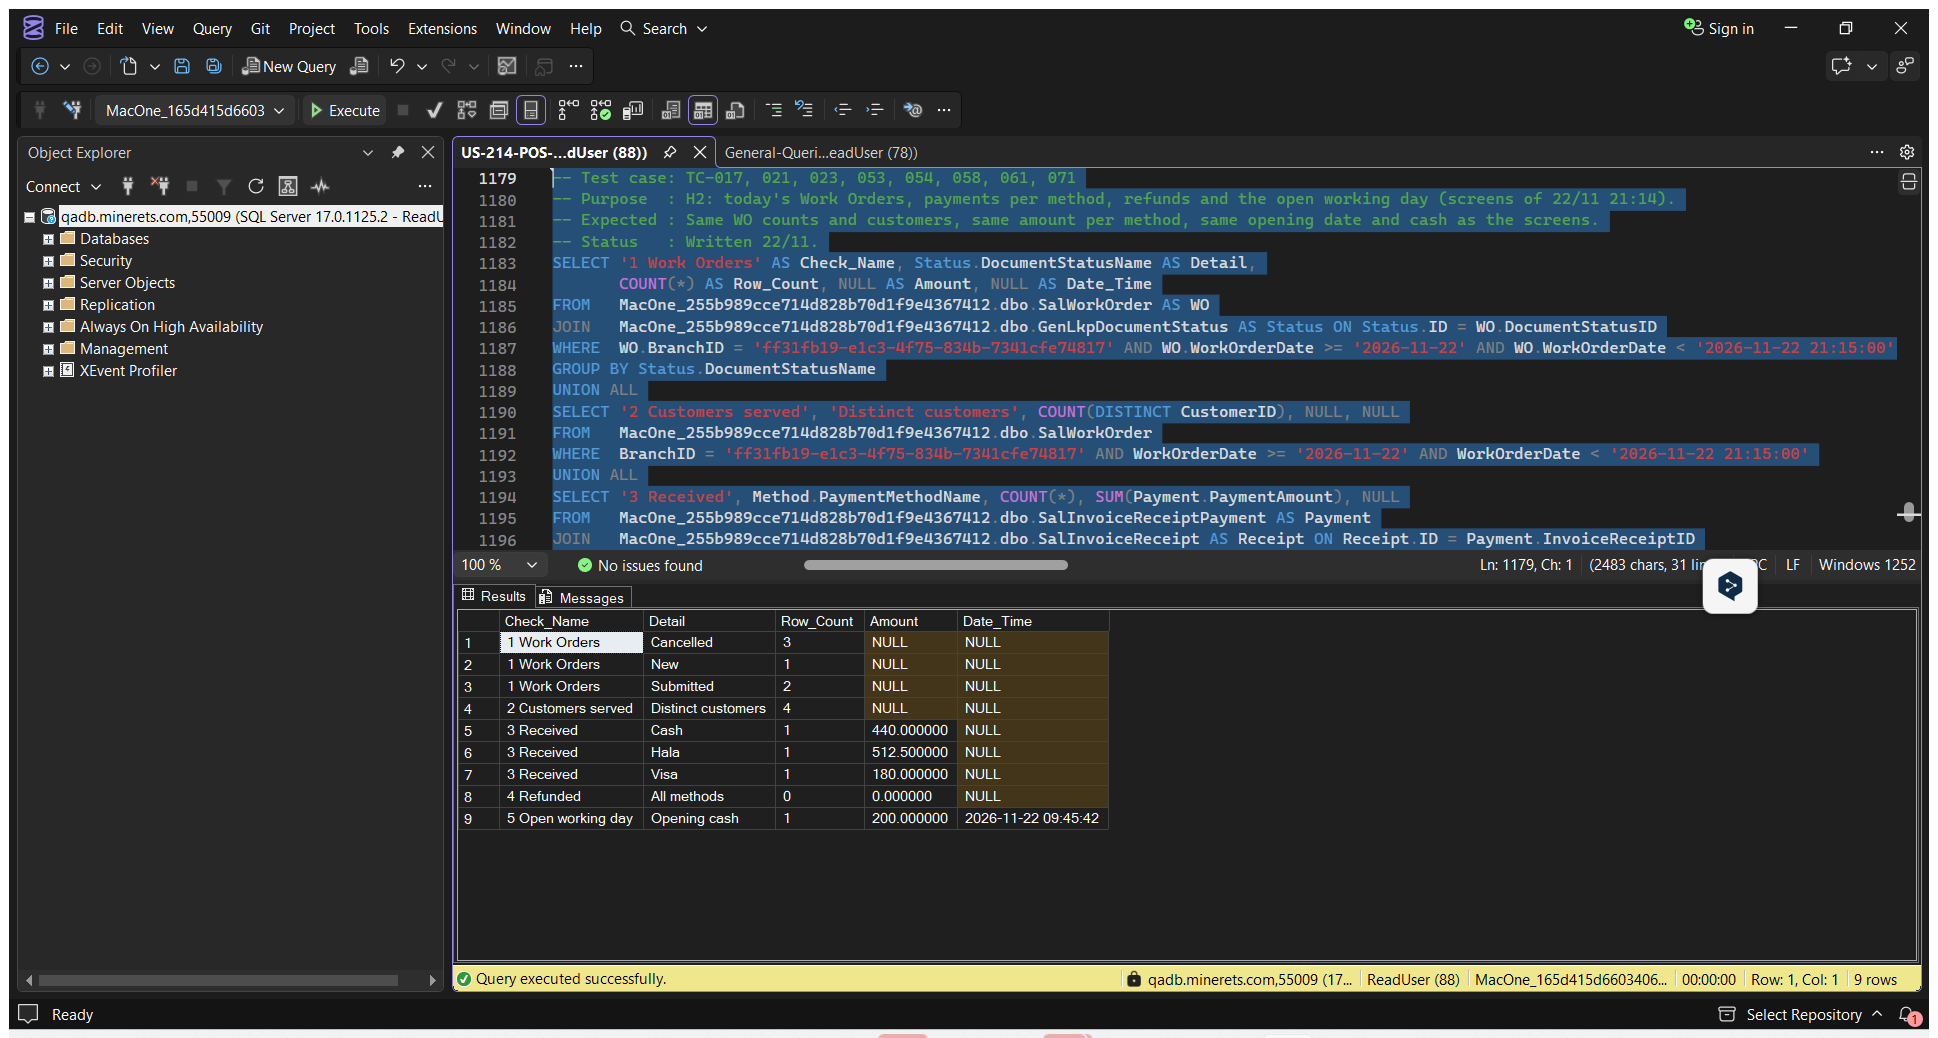 File Edit View Query Git Project Tools Extensions Window Help Search Sign in
New Query
MacOne_165d415d6603 Execute
Object Explorer
Connect
qadb.minerets.com,55009 (SQL Server 17.0.1125.2 - ReadU
Databases
Security
Server Objects
Replication
Always On High Availability
Management
XEvent Profiler
US-214-POS-...dUser (88)) General-Queri...eadUser (78))
1179 -- Test case: TC-017, 021, 023, 053, 054, 058, 061, 071
1180 -- Purpose  : H2: today's Work Orders, payments per method, refunds and the open working day (screens of 22/11 21:14).
1181 -- Expected : Same WO counts and customers, same amount per method, same opening date and cash as the screens.
1182 -- Status   : Written 22/11.
1183 SELECT '1 Work Orders' AS Check_Name, Status.DocumentStatusName AS Detail,
1184        COUNT(*) AS Row_Count, NULL AS Amount, NULL AS Date_Time
1185 FROM   MacOne_255b989cce714d828b70d1f9e4367412.dbo.SalWorkOrder AS WO
1186 JOIN   MacOne_255b989cce714d828b70d1f9e4367412.dbo.GenLkpDocumentStatus AS Status ON Status.ID = WO.DocumentStatusID
1187 WHERE  WO.BranchID = 'ff31fb19-e1c3-4f75-834b-7341cfe74817' AND WO.WorkOrderDate >= '2026-11-22' AND WO.WorkOrderDate < '2026-11-22 21:15:00'
1188 GROUP BY Status.DocumentStatusName
1189 UNION ALL
1190 SELECT '2 Customers served', 'Distinct customers', COUNT(DISTINCT CustomerID), NULL, NULL
1191 FROM   MacOne_255b989cce714d828b70d1f9e4367412.dbo.SalWorkOrder
1192 WHERE  BranchID = 'ff31fb19-e1c3-4f75-834b-7341cfe74817' AND WorkOrderDate >= '2026-11-22' AND WorkOrderDate < '2026-11-22 21:15:00'
1193 UNION ALL
1194 SELECT '3 Received', Method.PaymentMethodName, COUNT(*), SUM(Payment.PaymentAmount), NULL
1195 FROM   MacOne_255b989cce714d828b70d1f9e4367412.dbo.SalInvoiceReceiptPayment AS Payment
1196 JOIN   MacOne_255b989cce714d828b70d1f9e4367412.dbo.SalInvoiceReceipt AS Receipt ON Receipt.ID = Payment.InvoiceReceiptID
100 % No issues found Ln: 1179, Ch: 1 (2483 chars, 31 lin C LF Windows 1252
Results Messages
Check_Name Detail Row_Count Amount Date_Time
1 1 Work Orders Cancelled 3 NULL NULL
2 1 Work Orders New 1 NULL NULL
3 1 Work Orders Submitted 2 NULL NULL
4 2 Customers served Distinct customers 4 NULL NULL
5 3 Received Cash 1 440.000000 NULL
6 3 Received Hala 1 512.500000 NULL
7 3 Received Visa 1 180.000000 NULL
8 4 Refunded All methods 0 0.000000 NULL
9 5 Open working day Opening cash 1 200.000000 2026-11-22 09:45:42
Query executed successfully. qadb.minerets.com,55009 (17... ReadUser (88) MacOne_165d415d6603406... 00:00:00 Row: 1, Col: 1 9 rows
Ready Select Repository 1